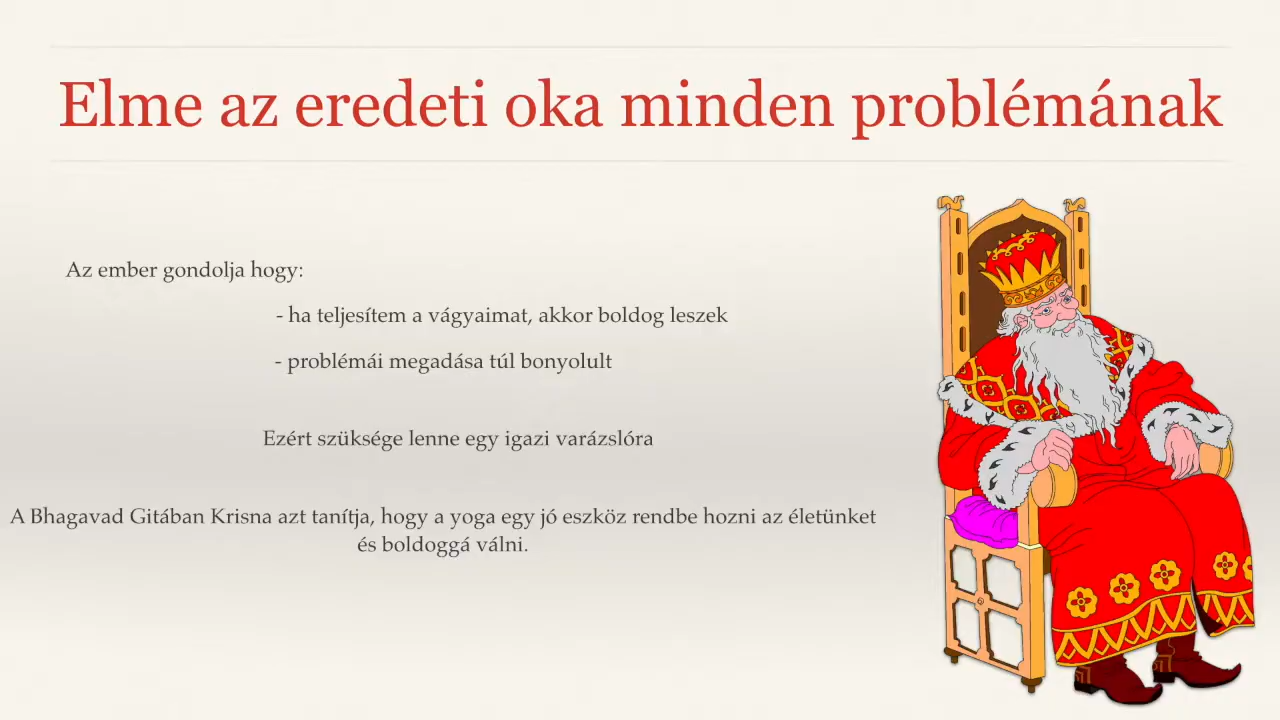 Elme az eredeti oka minden problémának
Az ember gondolja hogy:
- ha teljesítem a vágyaimat, akkor boldog leszek
- problémái megadása túl bonyolult
Ezért szüksége lenne egy igazi varázslóra
A Bhagavad Gitában Krisna azt tanítja, hogy a yoga egy jó eszköz rendbe hozni az életünket
és boldoggá válni.